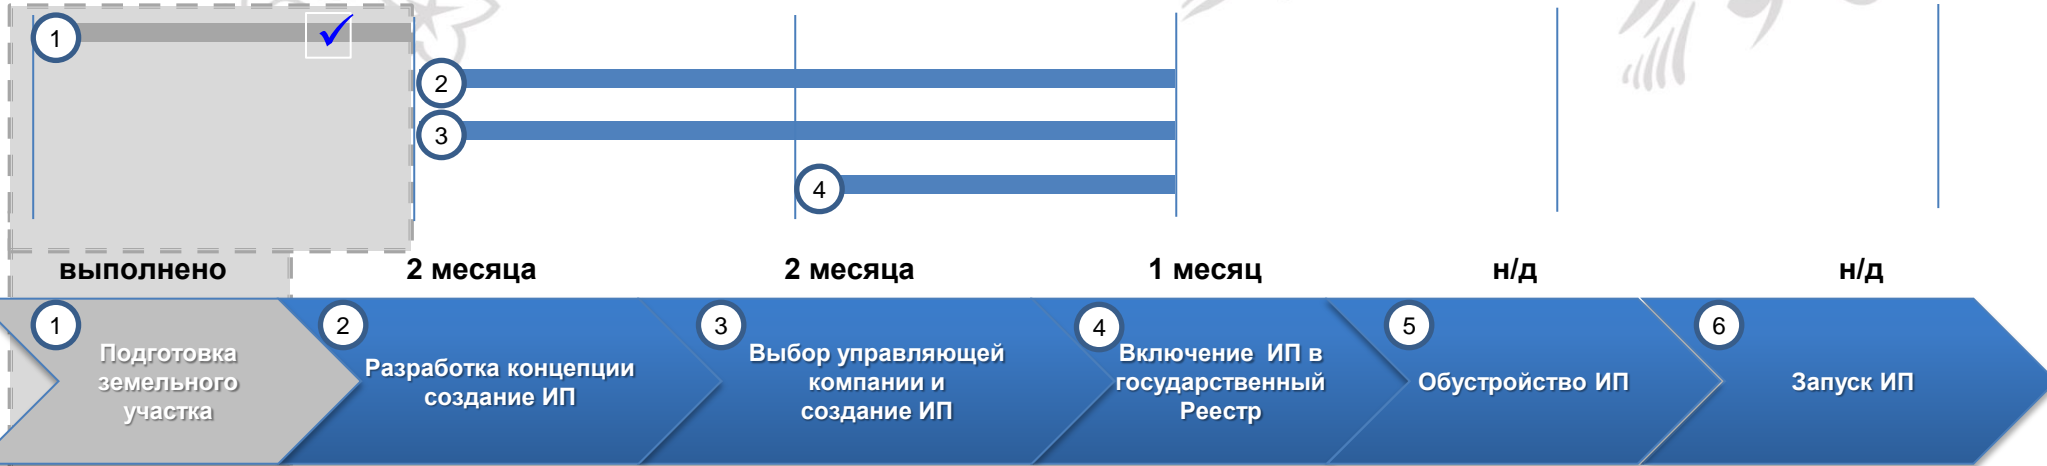 1
2
3
4
выполнено 2 месяца 2 месяца 1 месяц н/д н/д
1
Подготовка
земельного
участка
2
Разработка концепции
создание ИП
3
Выбор управляющей
компании и
создание ИП
4
Включение ИП в
государственный
Реестр
5
Обустройство ИП
6
Запуск ИП